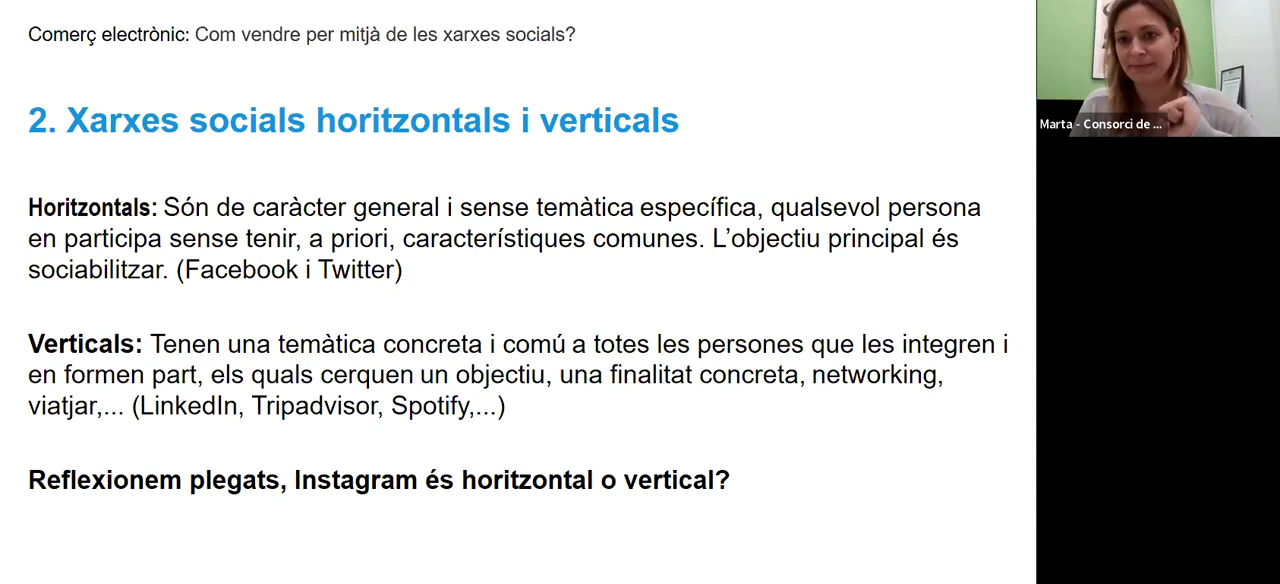 Comerç electrònic: Com vendre per mitjà de les xarxes socials?
2. Xarxes socials horitzontals i verticals
Horitzontals: Són de caràcter general i sense temàtica específica, qualsevol persona
en participa sense tenir, a priori, característiques comunes. L’objectiu principal és
sociabilitzar. (Facebook i Twitter)
Verticals: Tenen una temàtica concreta i comú a totes les persones que les integren i
en formen part, els quals cerquen un objectiu, una finalitat concreta, networking,
viatjar,... (LinkedIn, Tripadvisor, Spotify,...)
Reflexionem plegats, Instagram és horitzontal o vertical?
Marta - Consorci de ...